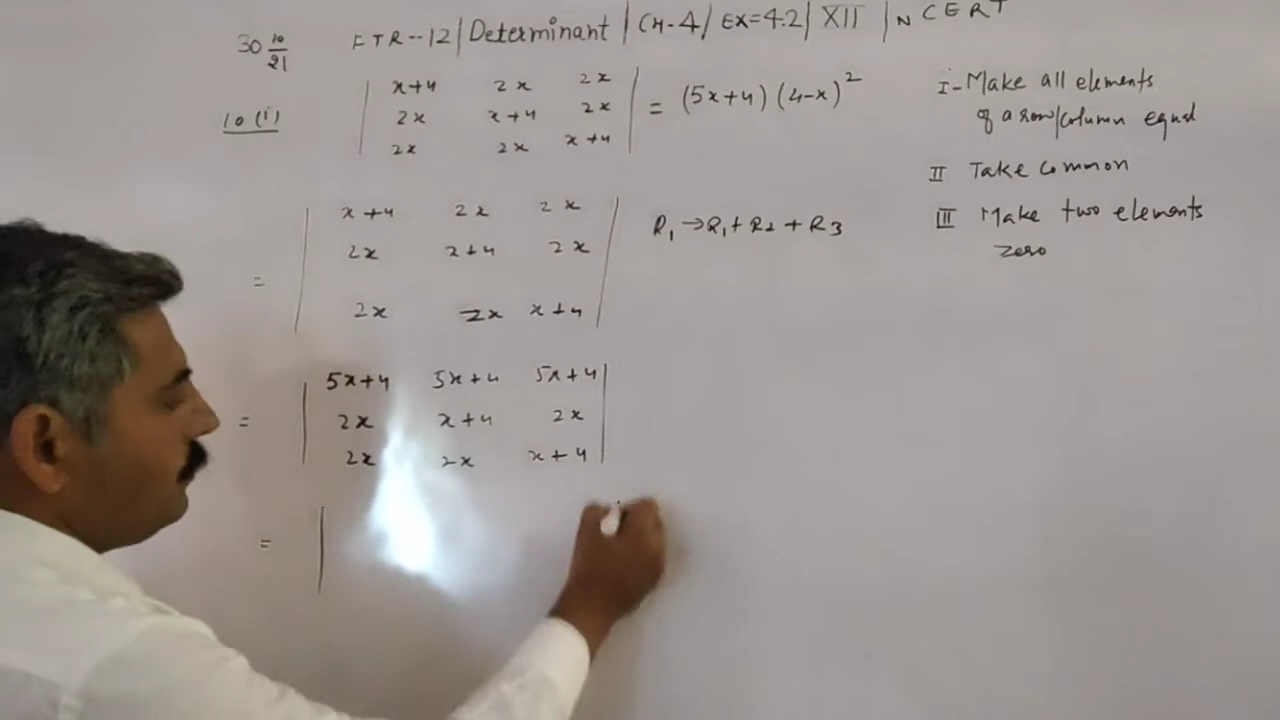 30 10/21 FTR--12 | Determinant | CH-4 / EX=4.2 | XII | NCERT
10 (i) | x+4 2x 2x | = (5x+4) (4-x)²
2x x+4 2x
2x 2x x+4
I- Make all elements
of a row/column equal
II Take common
III Make two elements
zero
= | x+4 2x 2x | R₁→R₁+R₂+R₃
2x x+4 2x
2x 2x x+4
= | 5x+4 5x+4 5x+4 |
2x x+4 2x
2x 2x x+4
= |